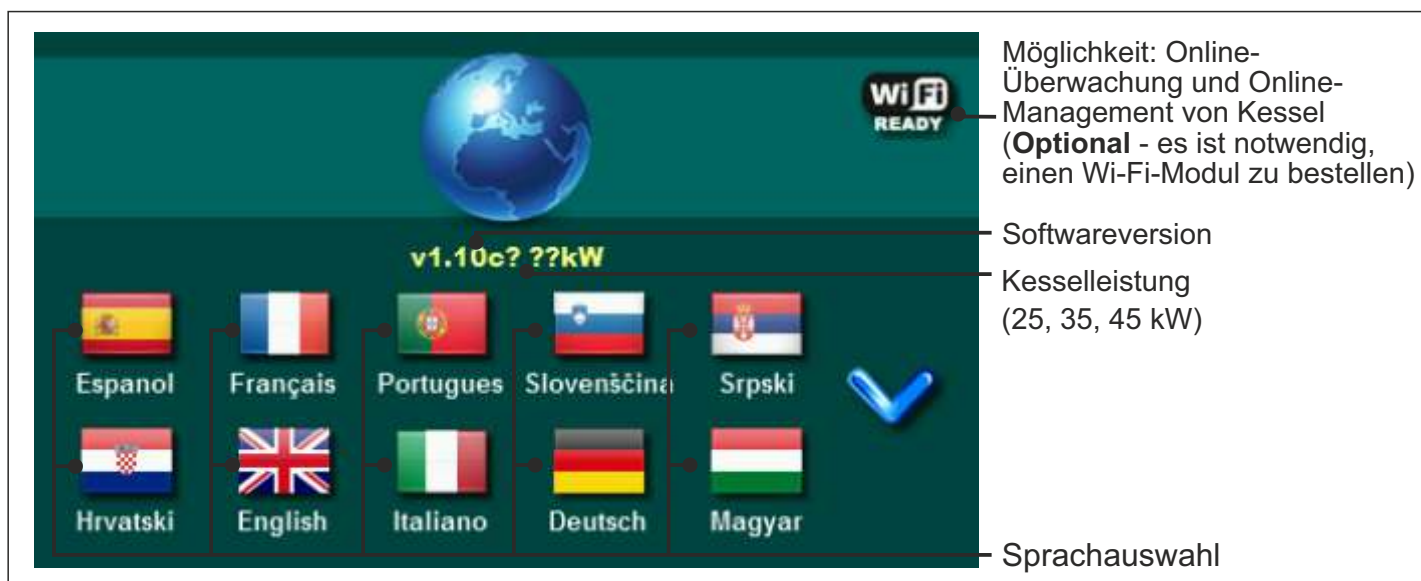 WiFi
READY
Möglichkeit: Online-
Überwachung und Online-
Management von Kessel
(Optional - es ist notwendig,
einen Wi-Fi-Modul zu bestellen)
v1.10c? ??kW
Softwareversion
Kesselleistung
(25, 35, 45 kW)
Espanol Français Portugues Slovenščina Srpski
Hrvatski English Italiano Deutsch Magyar
Sprachauswahl